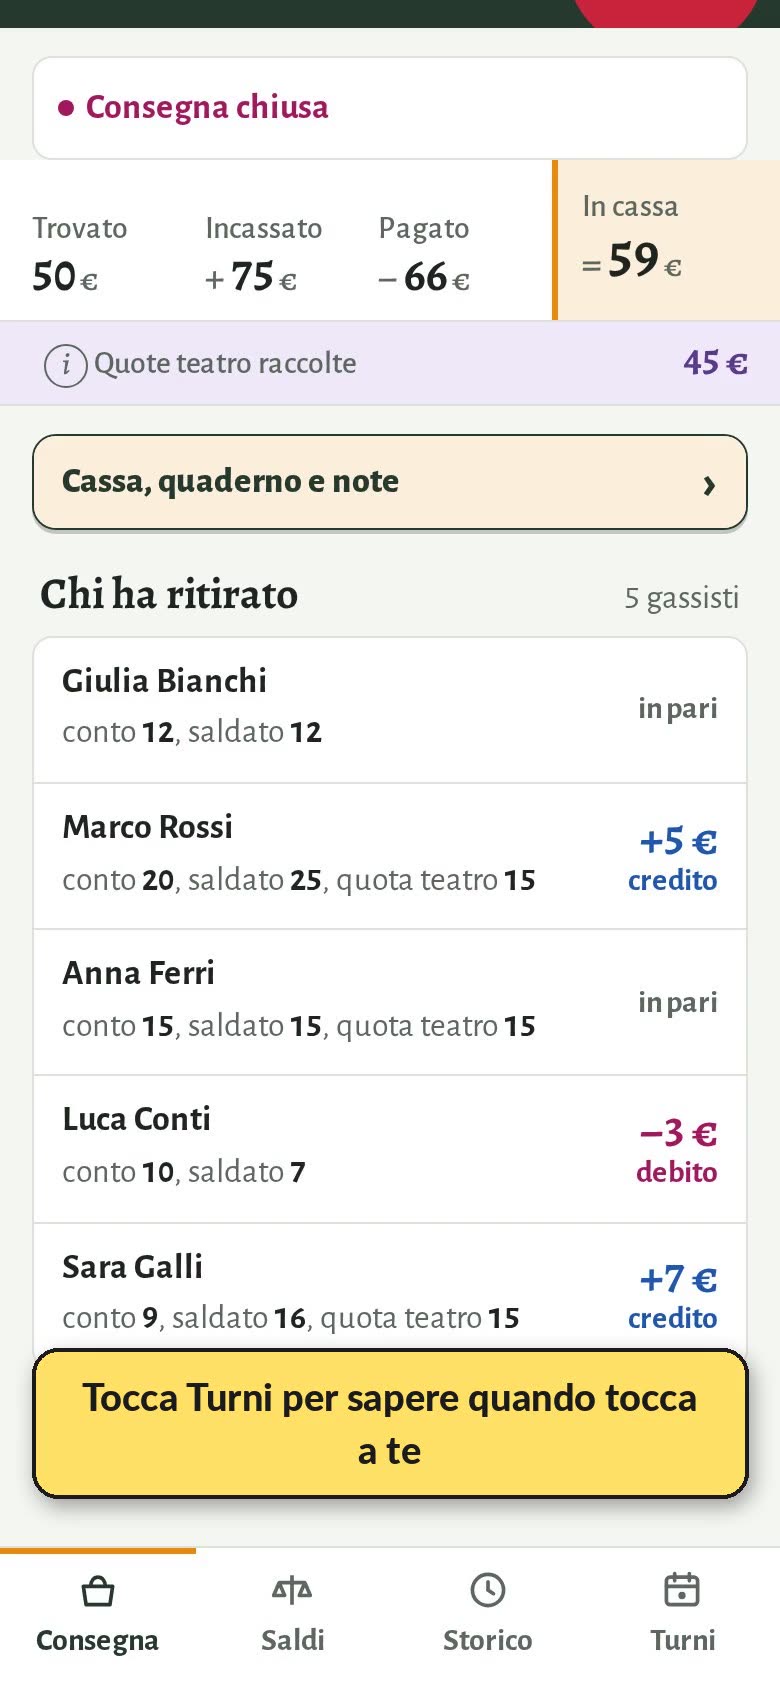 Consegna chiusa
Trovato
50 €
Incassato
+ 75 €
Pagato
– 66 €
In cassa
= 59 €
i Quote teatro raccolte 45 €
Cassa, quaderno e note ›
Chi ha ritirato 5 gassisti
Giulia Bianchi
conto 12, saldato 12
in pari
Marco Rossi
conto 20, saldato 25, quota teatro 15
+5 €
credito
Anna Ferri
conto 15, saldato 15, quota teatro 15
in pari
Luca Conti
conto 10, saldato 7
–3 €
debito
Sara Galli
conto 9, saldato 16, quota teatro 15
+7 €
credito
Tocca Turni per sapere quando tocca
a te
Consegna Saldi Storico Turni